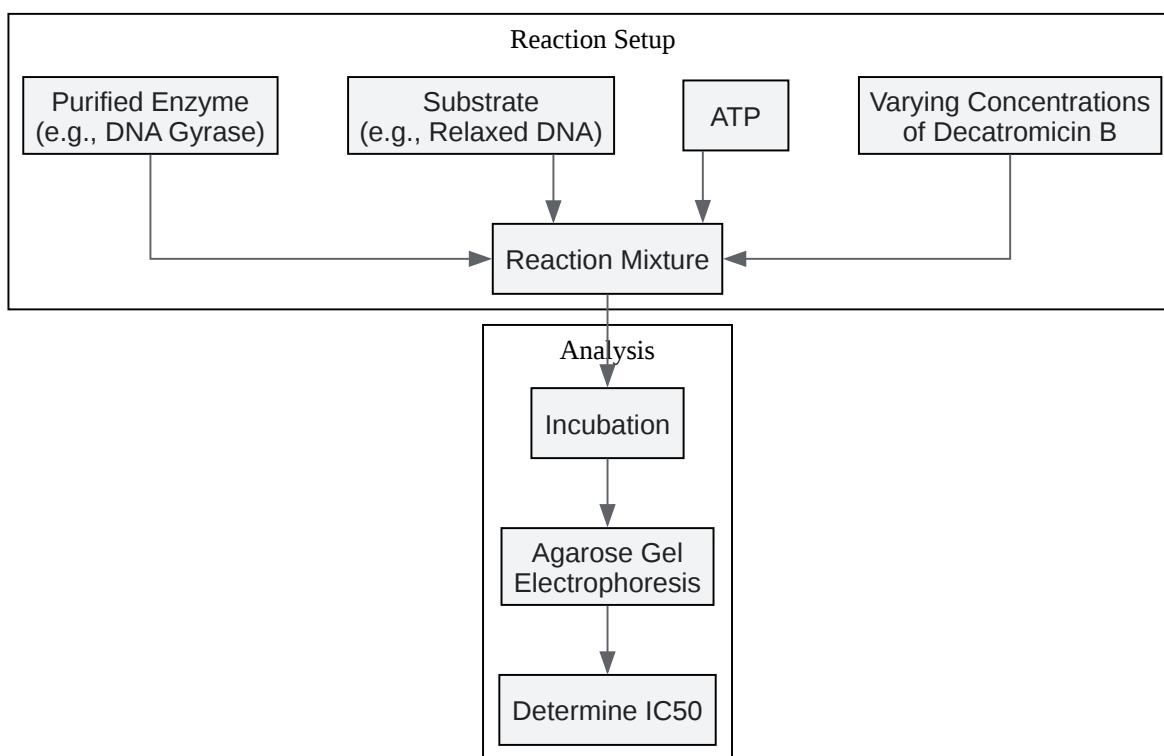 Reaction Setup
Purified Enzyme
(e.g., DNA Gyrase)
Substrate
(e.g., Relaxed DNA)
ATP
Varying Concentrations
of Decatromicin B
Reaction Mixture
Analysis
Incubation
Agarose Gel
Electrophoresis
Determine IC50